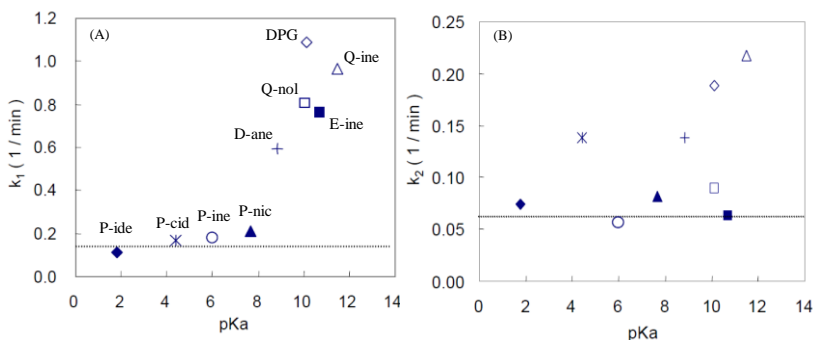 (A)
k1 ( 1 / min )
1.2
1.0
0.8
0.6
0.4
0.2
0.0
DPG
Q-ine
Q-nol
E-ine
D-ane
P-ide
P-cid
P-ine
P-nic
0 2 4 6 8 10 12 14
pKa
(B)
k2 ( 1 / min )
0.25
0.20
0.15
0.10
0.05
0.00
0 2 4 6 8 10 12 14
pKa